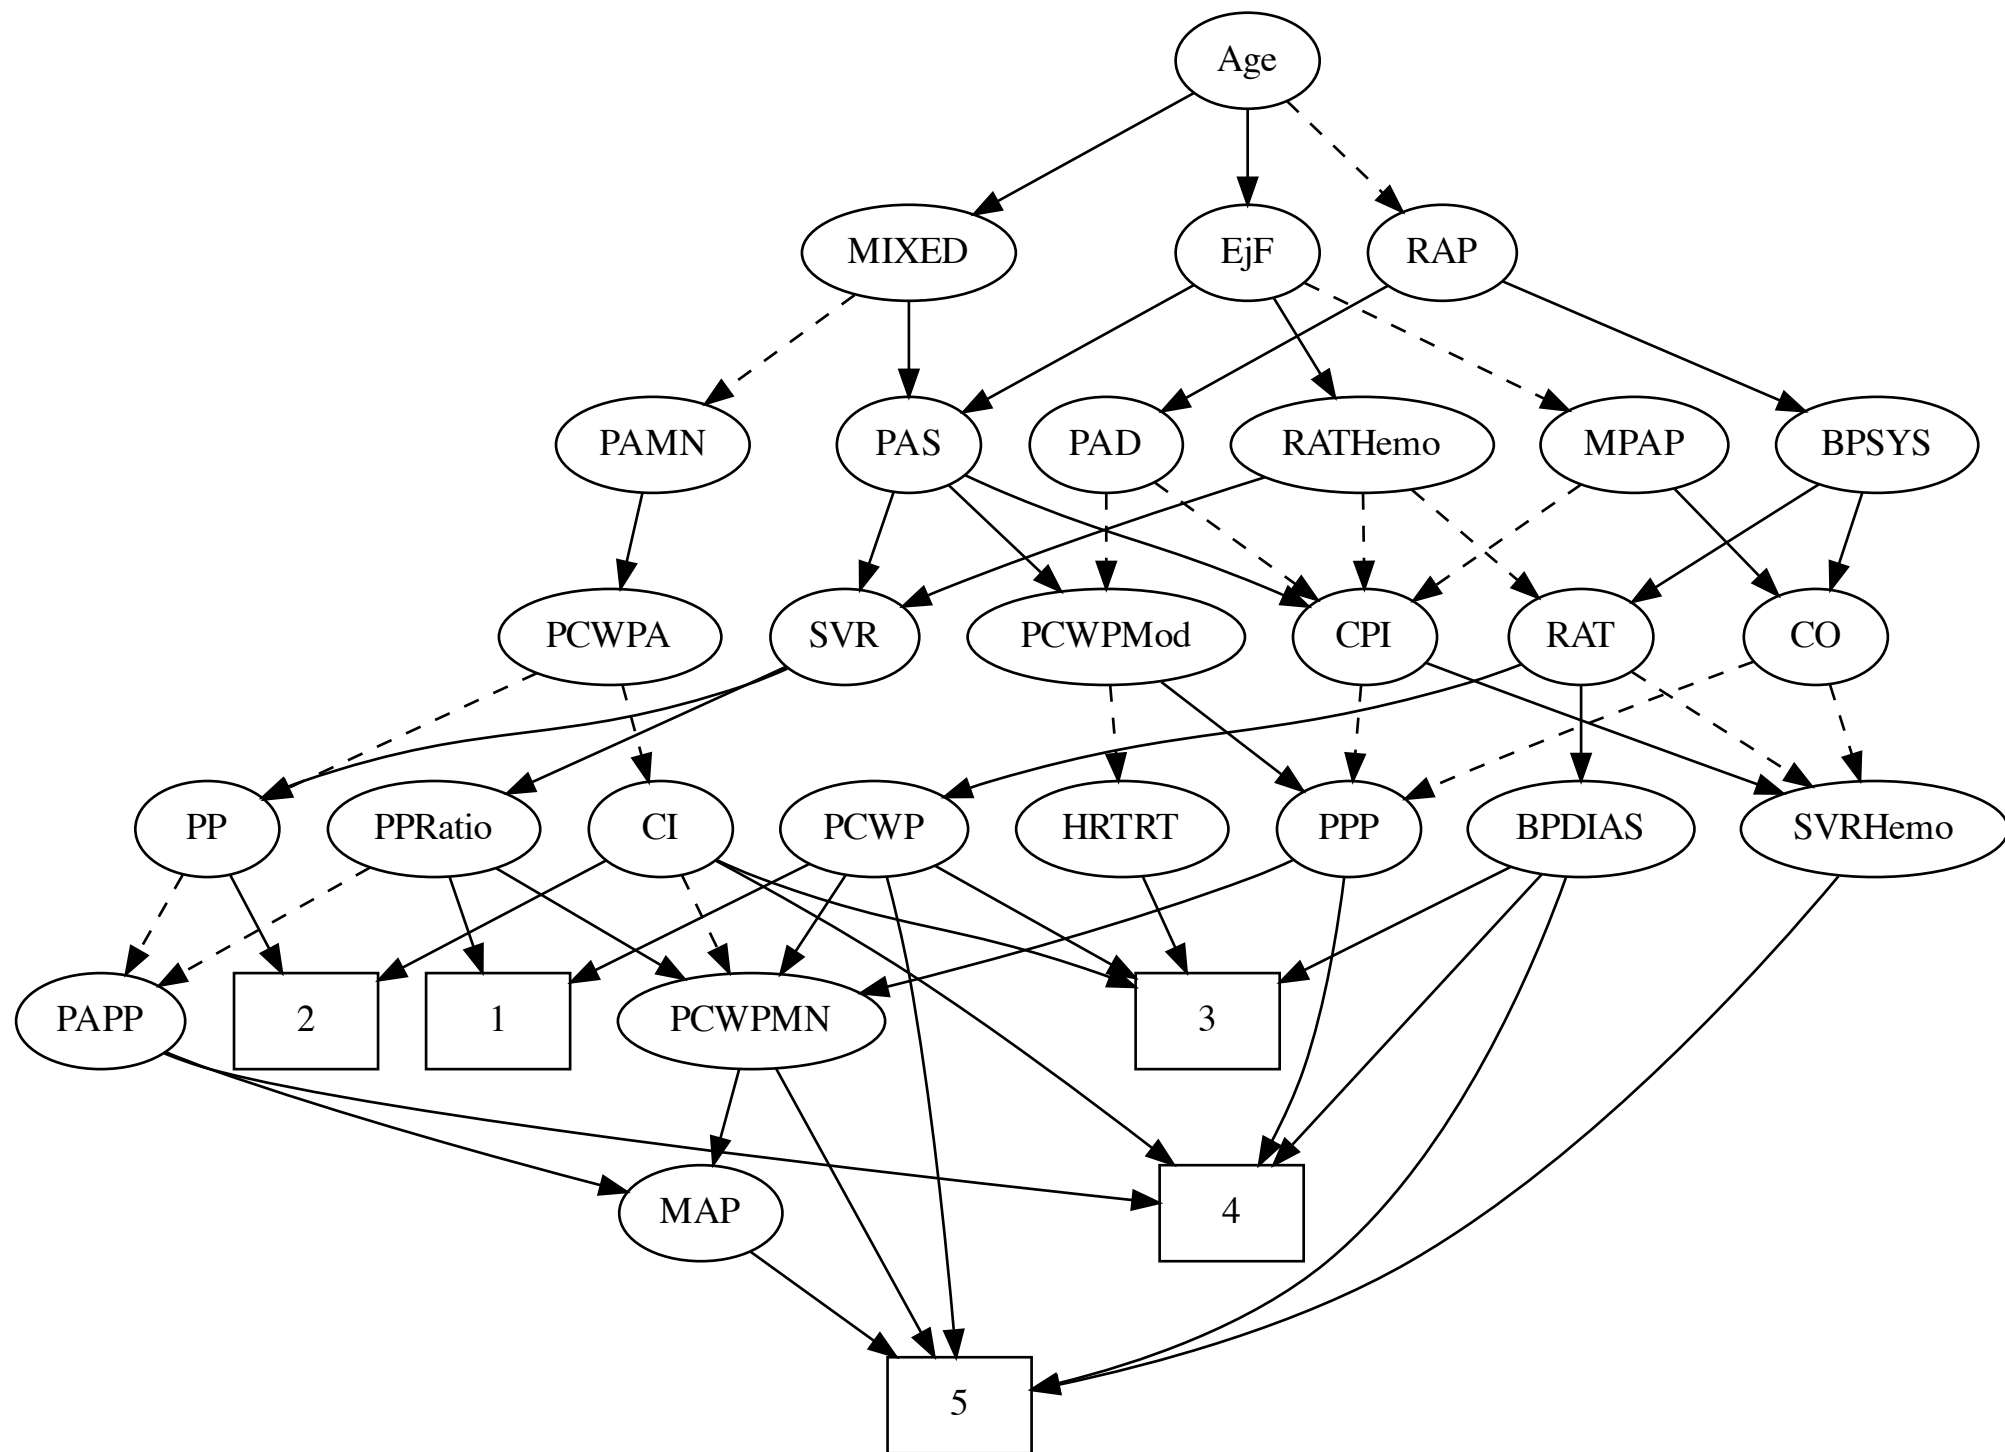 Age
MIXED
EjF
RAP
PAMN
PAS
PAD
RATHemo
MPAP
BPSYS
PCWPA
SVR
PCWPMod
CPI
RAT
CO
PP
PPRatio
CI
PCWP
HRTRT
PPP
BPDIAS
SVRHemo
PAPP
2
1
PCWPMN
3
MAP
4
5